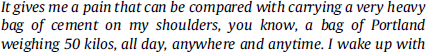 It gives me a pain that can be compared with carrying a very heavy
bag of cement on my shoulders, you know, a bag of Portland
weighing 50 kilos, all day, anywhere and anytime. I wake up with